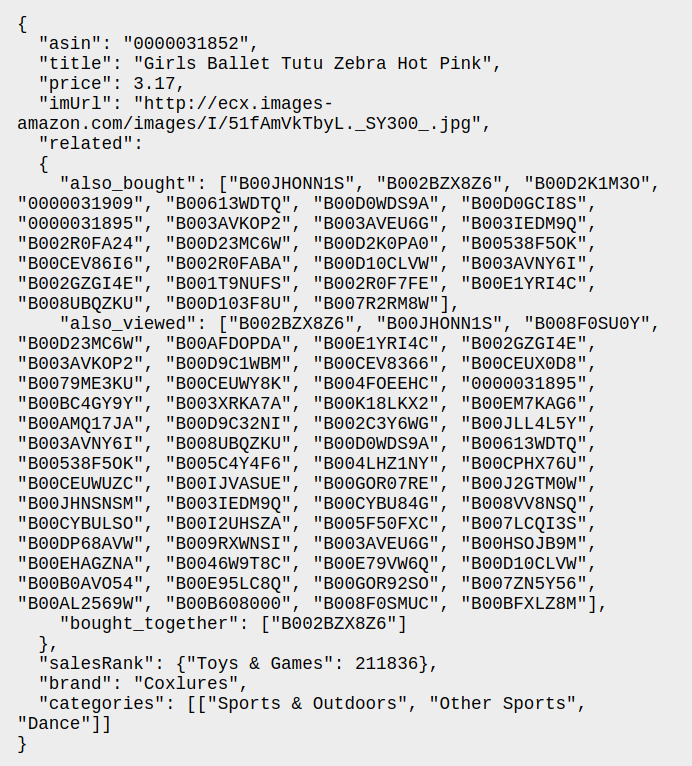 {
  "asin": "0000031852",
  "title": "Girls Ballet Tutu Zebra Hot Pink",
  "price": 3.17,
  "imUrl": "http://ecx.images-
amazon.com/images/I/51fAmVkTbyL._SY300_.jpg",
  "related":
  {
    "also_bought": ["B00JHONN1S", "B002BZX8Z6", "B00D2K1M3O",
"0000031909", "B00613WDTQ", "B00D0WDS9A", "B00D0GCI8S",
"0000031895", "B003AVKOP2", "B003AVEU6G", "B003IEDM9Q",
"B002R0FA24", "B00D23MC6W", "B00D2K0PA0", "B00538F5OK",
"B00CEV86I6", "B002R0FABA", "B00D10CLVW", "B003AVNY6I",
"B002GZGI4E", "B001T9NUFS", "B002R0F7FE", "B00E1YRI4C",
"B008UBQZKU", "B00D103F8U", "B007R2RM8W"],
    "also_viewed": ["B002BZX8Z6", "B00JHONN1S", "B008F0SU0Y",
"B00D23MC6W", "B00AFDOPDA", "B00E1YRI4C", "B002GZGI4E",
"B003AVKOP2", "B00D9C1WBM", "B00CEV8366", "B00CEUX0D8",
"B0079ME3KU", "B00CEUWY8K", "B004FOEEHC", "0000031895",
"B00BC4GY9Y", "B003XRKA7A", "B00K18LKX2", "B00EM7KAG6",
"B00AMQ17JA", "B00D9C32NI", "B002C3Y6WG", "B00JLL4L5Y",
"B003AVNY6I", "B008UBQZKU", "B00D0WDS9A", "B00613WDTQ",
"B00538F5OK", "B005C4Y4F6", "B004LHZ1NY", "B00CPHX76U",
"B00CEUWUZC", "B00IJVASUE", "B00GOR07RE", "B00J2GTM0W",
"B00JHNSNSM", "B003IEDM9Q", "B00CYBU84G", "B008VV8NSQ",
"B00CYBULSO", "B00I2UHSZA", "B005F50FXC", "B007LCQI3S",
"B00DP68AVW", "B009RXWNSI", "B003AVEU6G", "B00HSOJB9M",
"B00EHAGZNA", "B0046W9T8C", "B00E79VW6Q", "B00D10CLVW",
"B00B0AVO54", "B00E95LC8Q", "B00GOR92SO", "B007ZN5Y56",
"B00AL2569W", "B00B608000", "B008F0SMUC", "B00BFXLZ8M"],
    "bought_together": ["B002BZX8Z6"]
  },
  "salesRank": {"Toys & Games": 211836},
  "brand": "Coxlures",
  "categories": [["Sports & Outdoors", "Other Sports",
"Dance"]]
}